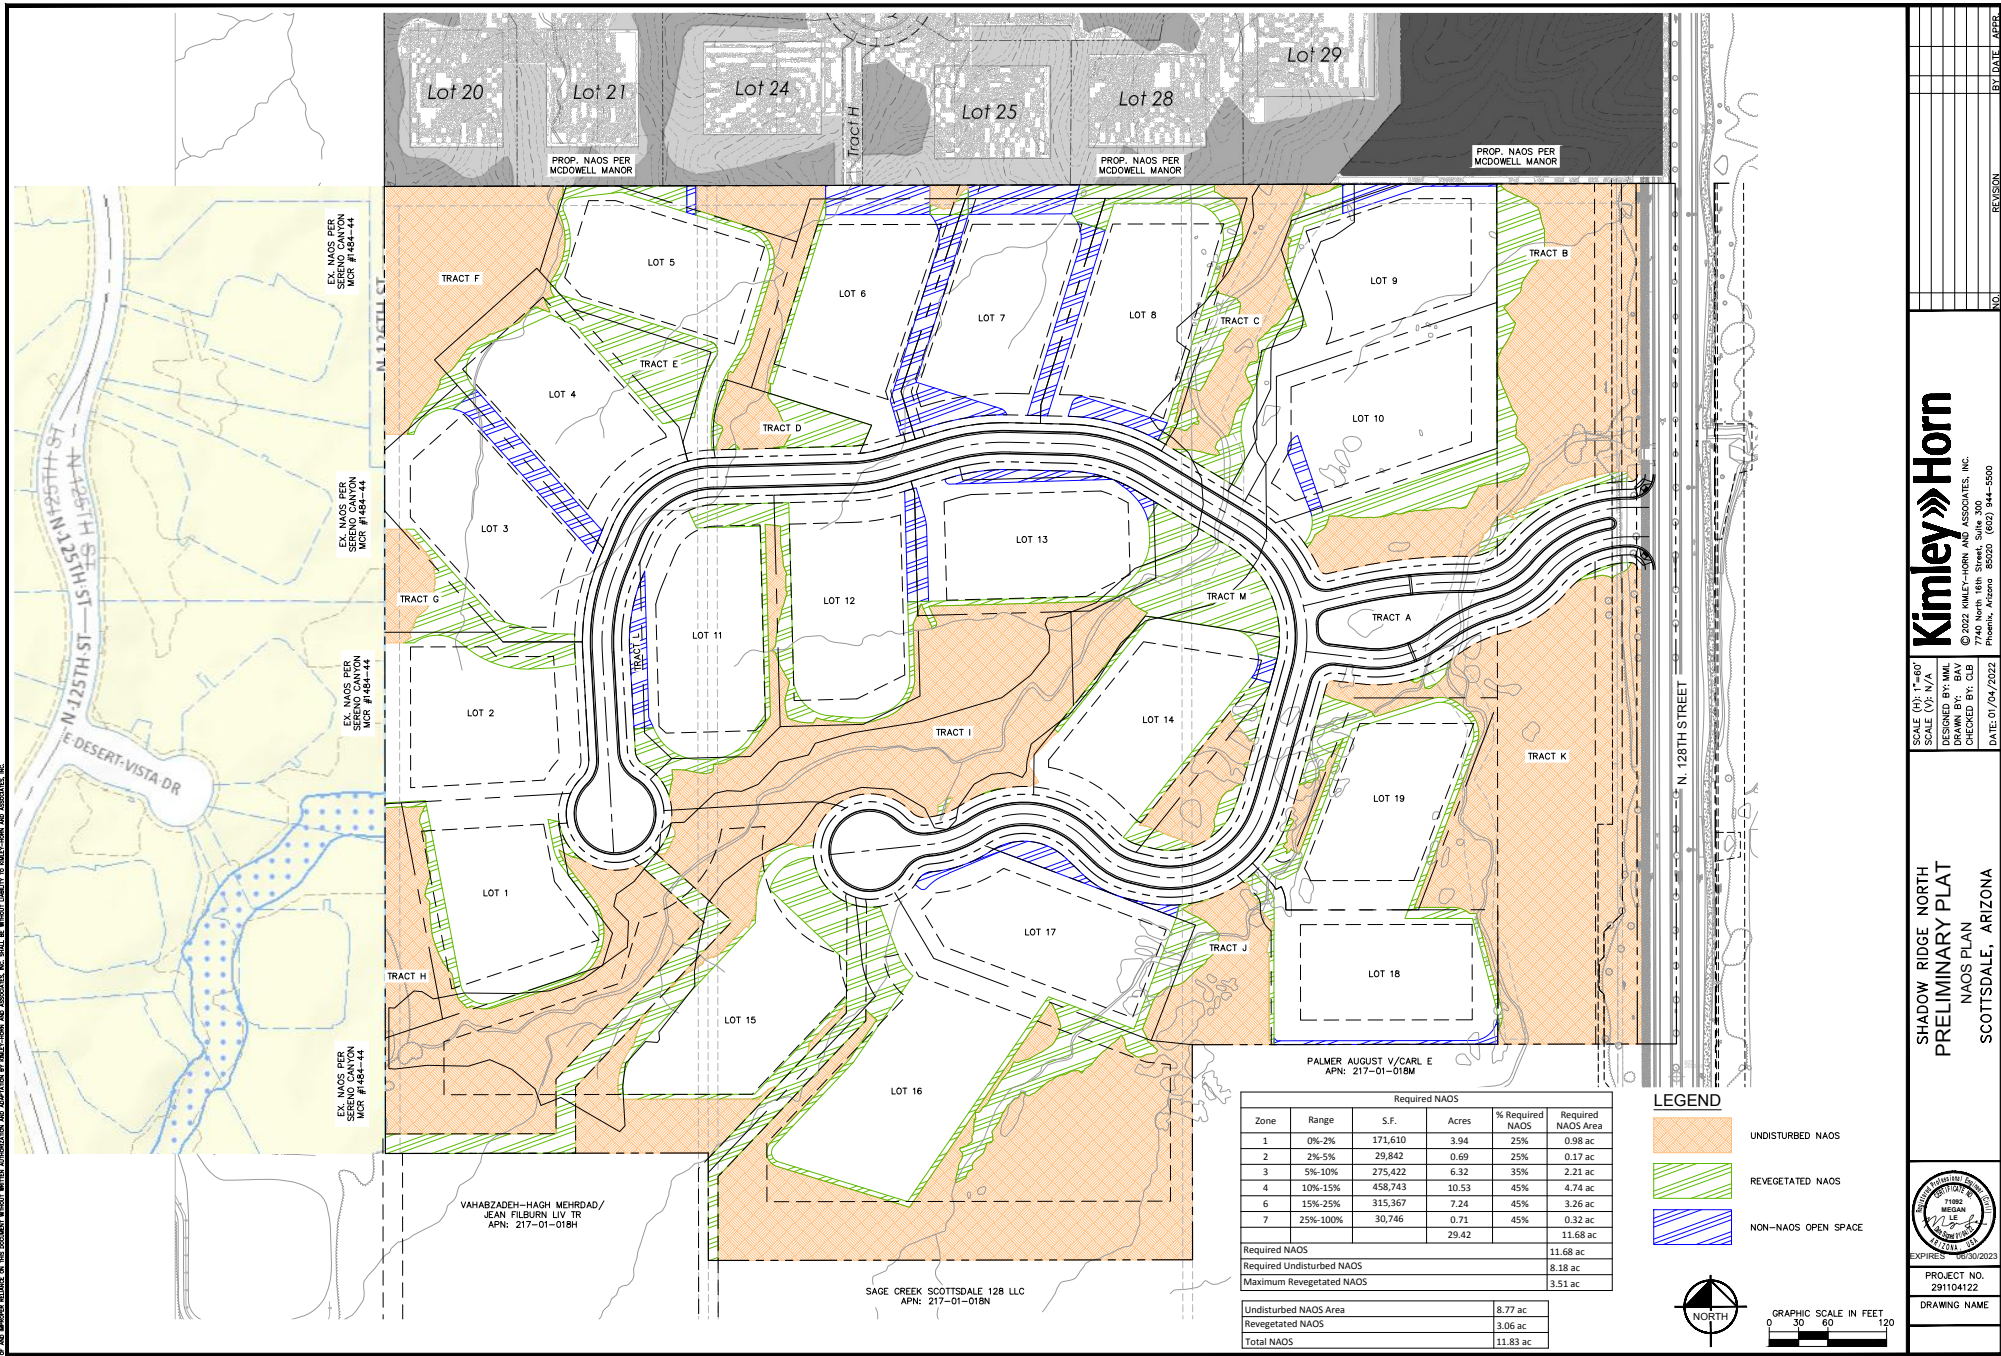 Lot 20
Lot 21
Lot 24
Tract H
Lot 25
Lot 28
Lot 29
PROP. NAOS PER
MCDOWELL MANOR
PROP. NAOS PER
MCDOWELL MANOR
PROP. NAOS PER
MCDOWELL MANOR
EX. NAOS PER
SERENO CANYON
MCR #1484-44
N 126TH ST
EX. NAOS PER
SERENO CANYON
MCR #1484-44
EX. NAOS PER
SERENO CANYON
MCR #1484-44
EX. NAOS PER
SERENO CANYON
MCR #1484-44
N 125TH ST
N 125TH ST
N-125TH-ST
N-125TH-ST
E-DESERT-VISTA-DR
TRACT F
LOT 5
LOT 6
LOT 7
LOT 8
TRACT C
LOT 9
TRACT B
TRACT E
LOT 4
TRACT D
LOT 10
LOT 3
LOT 13
TRACT G
LOT 12
TRACT M
TRACT A
LOT 11
TRACT L
LOT 2
LOT 14
TRACT I
TRACT K
N. 128TH STREET
LOT 19
LOT 1
LOT 17
TRACT J
TRACT H
LOT 18
LOT 15
LOT 16
PALMER AUGUST V/CARL E
APN: 217-01-018M
VAHABZADEH-HAGH MEHRDAD/
JEAN FILBURN LIV TR
APN: 217-01-018H
SAGE CREEK SCOTTSDALE 128 LLC
APN: 217-01-018N
Required NAOS
Zone Range S.F. Acres % Required NAOS Required NAOS Area
1 0%-2% 171,610 3.94 25% 0.98 ac
2 2%-5% 29,842 0.69 25% 0.17 ac
3 5%-10% 275,422 6.32 35% 2.21 ac
4 10%-15% 458,743 10.53 45% 4.74 ac
6 15%-25% 315,367 7.24 45% 3.26 ac
7 25%-100% 30,746 0.71 45% 0.32 ac
29.42 11.68 ac
Required NAOS 11.68 ac
Required Undisturbed NAOS 8.18 ac
Maximum Revegetated NAOS 3.51 ac
Undisturbed NAOS Area 8.77 ac
Revegetated NAOS 3.06 ac
Total NAOS 11.83 ac
LEGEND
UNDISTURBED NAOS
REVEGETATED NAOS
NON-NAOS OPEN SPACE
NORTH
GRAPHIC SCALE IN FEET
0 30 60 120
NO. REVISION BY DATE APPR.
Kimley»Horn
© 2022 KIMLEY-HORN AND ASSOCIATES, INC.
7740 North 16th Street, Suite 300
Phoenix, Arizona 85020 (602) 944-5500
SCALE (H): 1"=60'
SCALE (V): N/A
DESIGNED BY: MML
DRAWN BY: BAV
CHECKED BY: CLB
DATE: 01/04/2022
SHADOW RIDGE NORTH
PRELIMINARY PLAT
NAOS PLAN
SCOTTSDALE, ARIZONA
Registered Professional Engineer (Civil)
CERTIFICATE NO.
71092
MEGAN
LE
ARIZONA, USA
EXPIRES 06/30/2023
PROJECT NO.
291104122
DRAWING NAME